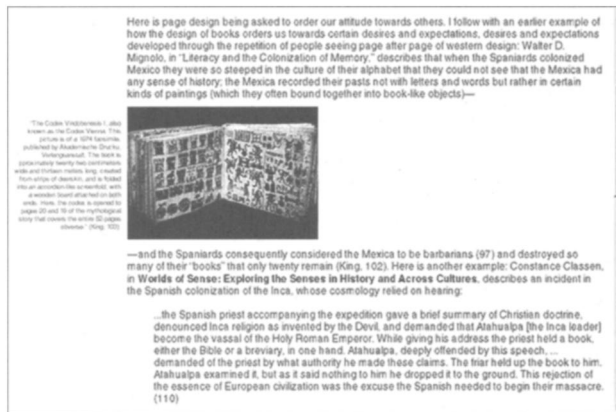 Here is page design being asked to order our attitude towards others. I follow with an earlier example of
how the design of books orders us towards certain desires and expectations, desires and expectations
developed through the repetition of people seeing page after page of western design: Walter D.
Mignolo, in "Literacy and the Colonization of Memory," describes that when the Spaniards colonized
Mexico they were so steeped in the culture of their alphabet that they could not see that the Mexica had
any sense of history; the Mexica recorded their pasts not with letters and words but rather in certain
kinds of paintings (which they often bound together into book-like objects)—
"The Codex Vindobonensis I, also
known as the Codex Vienna. This
picture is of a 1974 facsimile,
published by Akademische Drucku.
Verlagsanstalt. The book is
approximately twenty two centimeters
wide and thirteen meters long, created
from strips of deerskin, and is folded
into an accordion-like screenfold, with
a wooden board attached on both
ends. Here, the codex is opened to
pages 20 and 19 of the mythological
story that covers the entire 52 pages
obverse." (King, 103)
—and the Spaniards consequently considered the Mexica to be barbarians (97) and destroyed so
many of their "books" that only twenty remain (King, 102). Here is another example: Constance Classen,
in Worlds of Sense: Exploring the Senses in History and Across Cultures, describes an incident in
the Spanish colonization of the Inca, whose cosmology relied on hearing:
...the Spanish priest accompanying the expedition gave a brief summary of Christian doctrine,
denounced Inca religion as invented by the Devil, and demanded that Atahualpa [the Inca leader]
become the vassal of the Holy Roman Emperor. While giving his address the priest held a book,
either the Bible or a breviary, in one hand. Atahualpa, deeply offended by this speech, ...
demanded of the priest by what authority he made these claims. The friar held up the book to him.
Atahualpa examined it, but as it said nothing to him he dropped it to the ground. This rejection of
the essence of European civilization was the excuse the Spanish needed to begin their massacre.
(110)